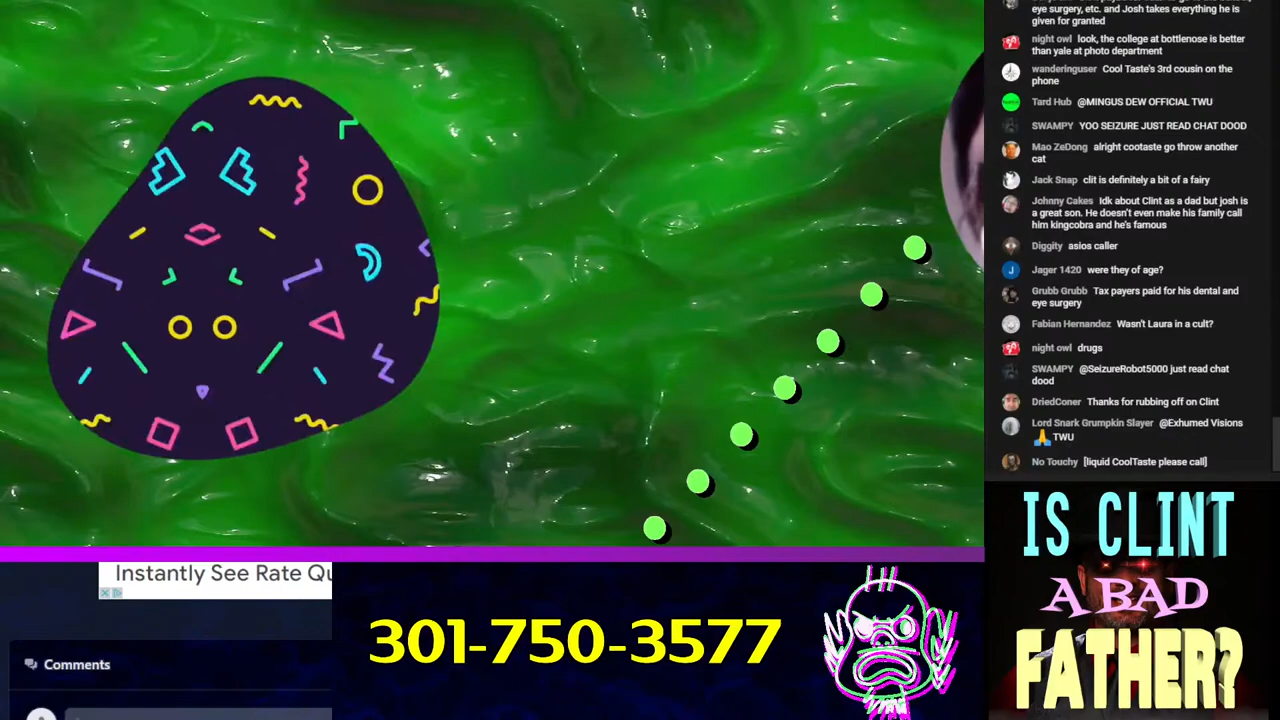 eye surgery, etc. and Josh takes everything he is
given for granted
night owl look, the college at bottlenose is better
than yale at photo department
wanderinguser Cool Taste's 3rd cousin on the
phone
Tard Hub @MINGUS DEW OFFICIAL TWU
SWAMPY YOO SEIZURE JUST READ CHAT DOOD
Mao ZeDong alright cootaste go throw another
cat
Jack Snap clit is definitely a bit of a fairy
Johnny Cakes Idk about Clint as a dad but josh is
a great son. He doesn't even make his family call
him kingcobra and he's famous
Diggity asios caller
J Jager 1420 were they of age?
Grubb Grubb Tax payers paid for his dental and
eye surgery
Fabian Hernandez Wasn't Laura in a cult?
night owl drugs
SWAMPY @SeizureRobot5000 just read chat
dood
DriedConer Thanks for rubbing off on Clint
Lord Snark Grumpkin Slayer @Exhumed Visions
🙏 TWU
No Touchy [liquid CoolTaste please call]
Instantly See Rate Qu
Comments
301-750-3577
IS CLINT
A BAD
FATHER?